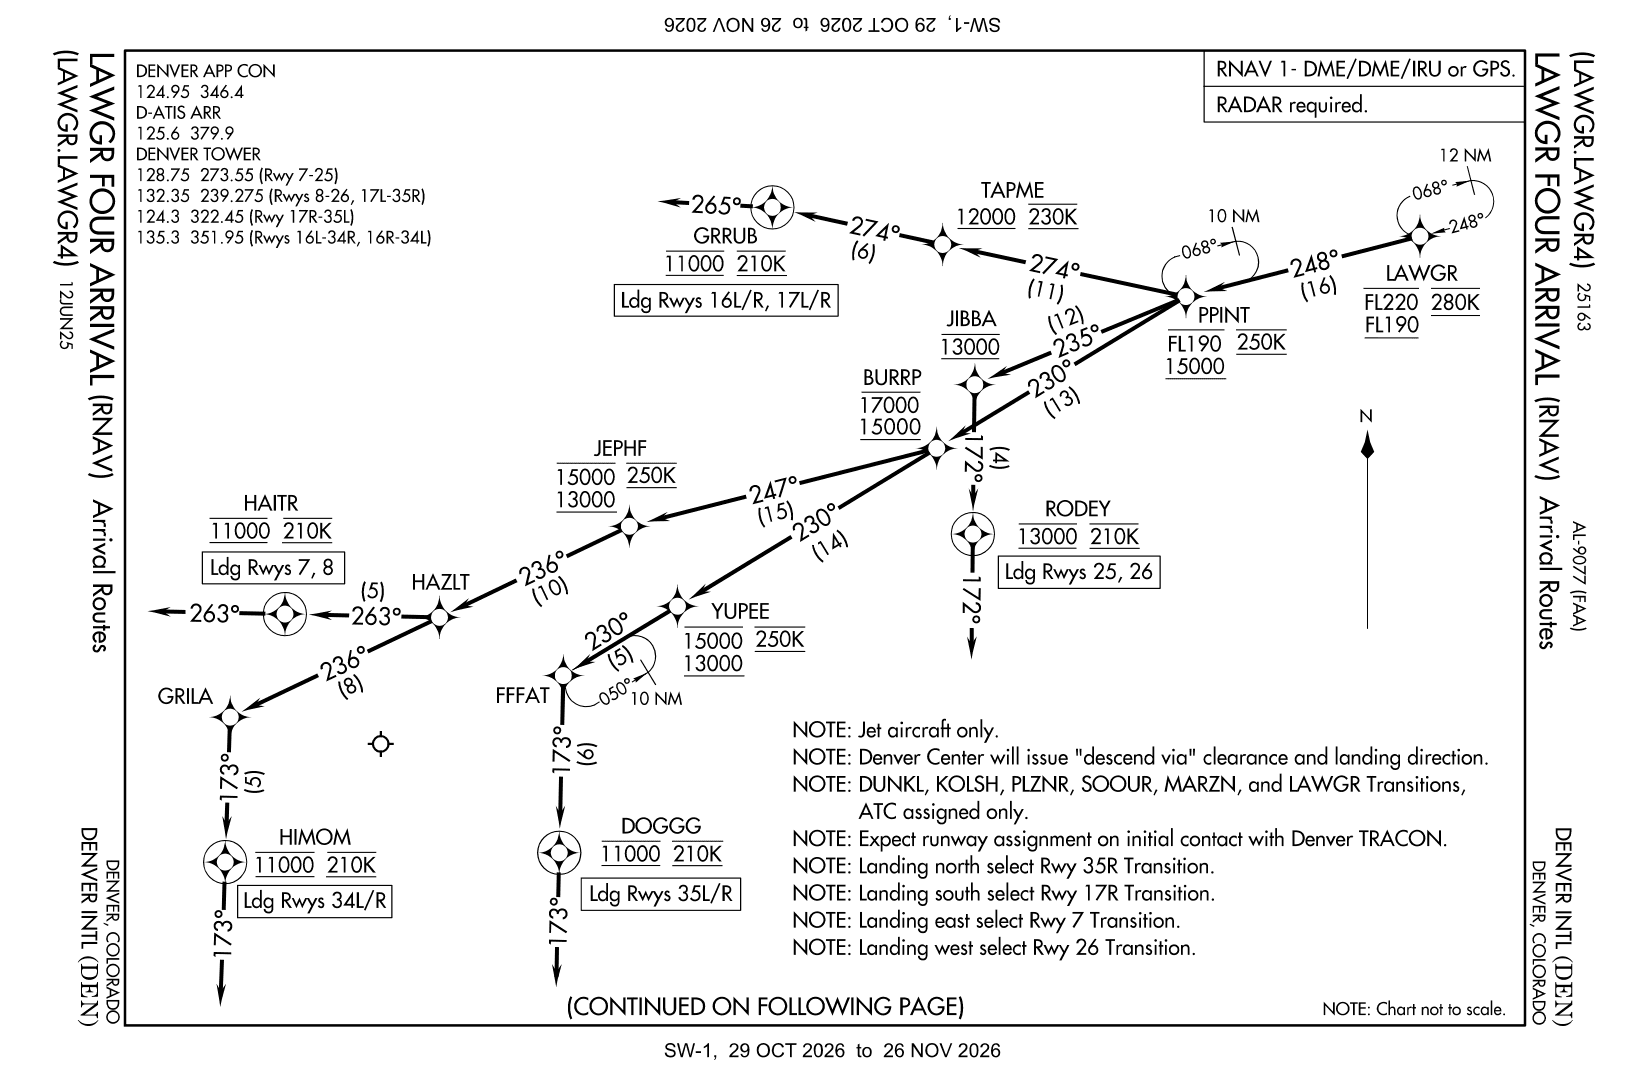 SW-1, 29 OCT 2026 to 26 NOV 2026
(LAWGR.LAWGR4) 12JUN25
LAWGR FOUR ARRIVAL (RNAV) Arrival Routes
DENVER INTL (DEN)
DENVER, COLORADO
DENVER APP CON
124.95 346.4
D-ATIS ARR
125.6 379.9
DENVER TOWER
128.75 273.55 (Rwy 7-25)
132.35 239.275 (Rwys 8-26, 17L-35R)
124.3 322.45 (Rwy 17R-35L)
135.3 351.95 (Rwys 16L-34R, 16R-34L)
RNAV 1- DME/DME/IRU or GPS.
RADAR required.
12 NM
068°
248°
LAWGR
FL220 280K
FL190
248°
(16)
10 NM
068°
PPINT
FL190 250K
15000
274°
(11)
TAPME
12000 230K
274°
(6)
265°
GRRUB
11000 210K
Ldg Rwys 16L/R, 17L/R
(12)
235°
JIBBA
13000
230°
(13)
172°
(4)
BURRP
17000
15000
RODEY
13000 210K
Ldg Rwys 25, 26
172°
247°
(15)
JEPHF
15000 250K
13000
230°
(14)
236°
(10)
HAZLT
HAITR
11000 210K
Ldg Rwys 7, 8
(5)
263°
263°
YUPEE
15000 250K
13000
230°
(5)
FFFAT
050°
10 NM
236°
(8)
GRILA
173°
(5)
173°
(6)
HIMOM
11000 210K
Ldg Rwys 34L/R
173°
DOGGG
11000 210K
Ldg Rwys 35L/R
173°
N
NOTE: Jet aircraft only.
NOTE: Denver Center will issue "descend via" clearance and landing direction.
NOTE: DUNKL, KOLSH, PLZNR, SOOUR, MARZN, and LAWGR Transitions,
ATC assigned only.
NOTE: Expect runway assignment on initial contact with Denver TRACON.
NOTE: Landing north select Rwy 35R Transition.
NOTE: Landing south select Rwy 17R Transition.
NOTE: Landing east select Rwy 7 Transition.
NOTE: Landing west select Rwy 26 Transition.
(CONTINUED ON FOLLOWING PAGE)
NOTE: Chart not to scale.
(LAWGR.LAWGR4) 25163
LAWGR FOUR ARRIVAL (RNAV) Arrival Routes
AL-9077 (FAA)
DENVER INTL (DEN)
DENVER, COLORADO
SW-1, 29 OCT 2026 to 26 NOV 2026